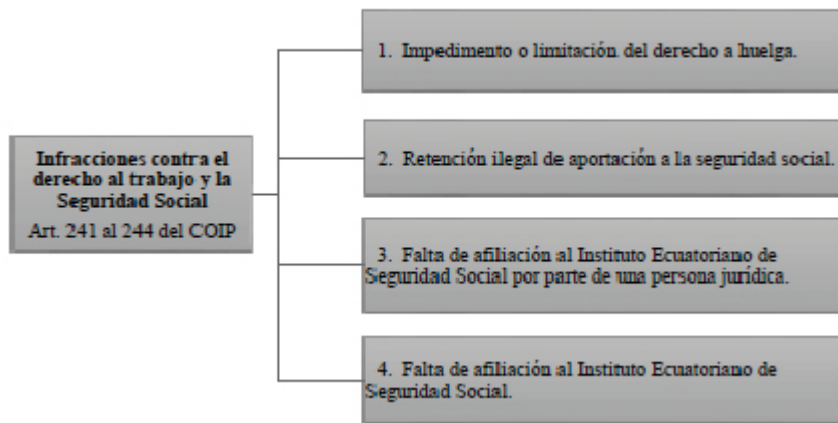 Infracciones contra el
derecho al trabajo y la
Seguridad Social
Art. 241 al 244 del COIP
1. Impedimento o limitación del derecho a huelga.
2. Retención ilegal de aportación a la seguridad social.
3. Falta de afiliación al Instituto Ecuatoriano de
Seguridad Social por parte de una persona jurídica.
4. Falta de afiliación al Instituto Ecuatoriano de
Seguridad Social.